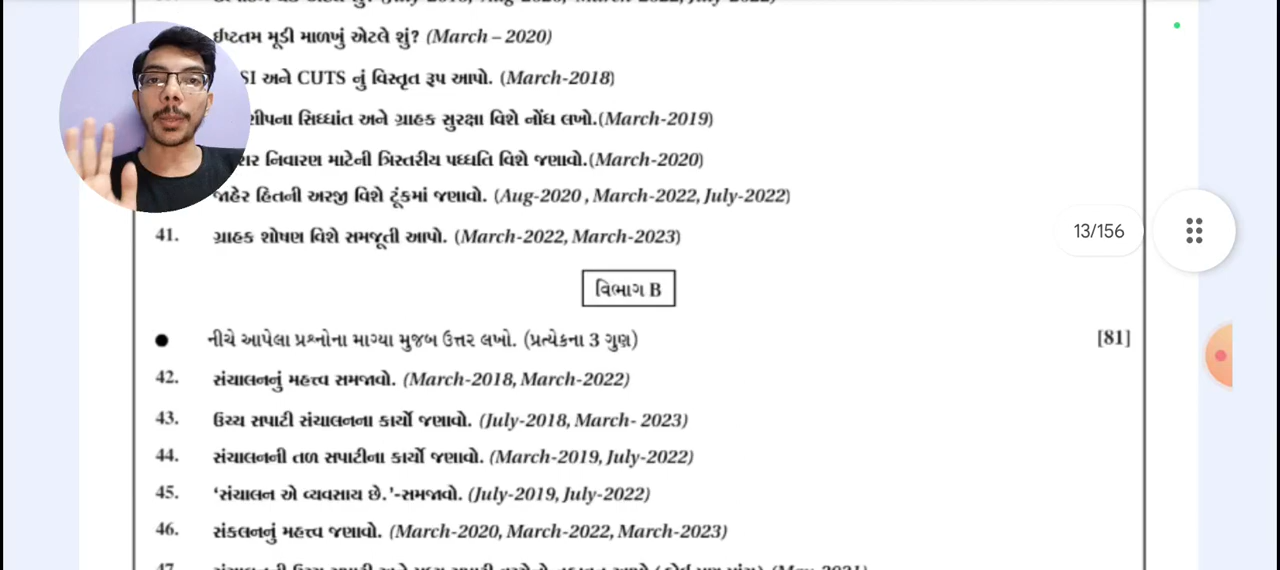 ઈષ્ટતમ મૂડી માળખું એટલે શું? (March – 2020)
SI અને CUTS નું વિસ્તૃત રૂપ આપો. (March-2018)
સિધ્ધાંત અને ગ્રાહક સુરક્ષા વિશે નોંધ લખો.(March-2019)
નિવારણ માટેની ત્રિસ્તરીય પધ્ધતિ વિશે જણાવો.(March-2020)
જાહેર હિતની અરજી વિશે ટૂંકમાં જણાવો. (Aug-2020 , March-2022, July-2022)
41. ગ્રાહક શોષણ વિશે સમજૂતી આપો. (March-2022, March-2023)
13/156
વિભાગ B
● નીચે આપેલા પ્રશ્નોના માગ્યા મુજબ ઉત્તર લખો. (પ્રત્યેકના 3 ગુણ) [81]
42. સંચાલનનું મહત્ત્વ સમજાવો. (March-2018, March-2022)
43. ઉચ્ચ સપાટી સંચાલનના કાર્યો જણાવો. (July-2018, March- 2023)
44. સંચાલનની તળ સપાટીના કાર્યો જણાવો. (March-2019, July-2022)
45. ‘સંચાલન એ વ્યવસાય છે.'-સમજાવો. (July-2019, July-2022)
46. સંકલનનું મહત્ત્વ જણાવો. (March-2020, March-2022, March-2023)